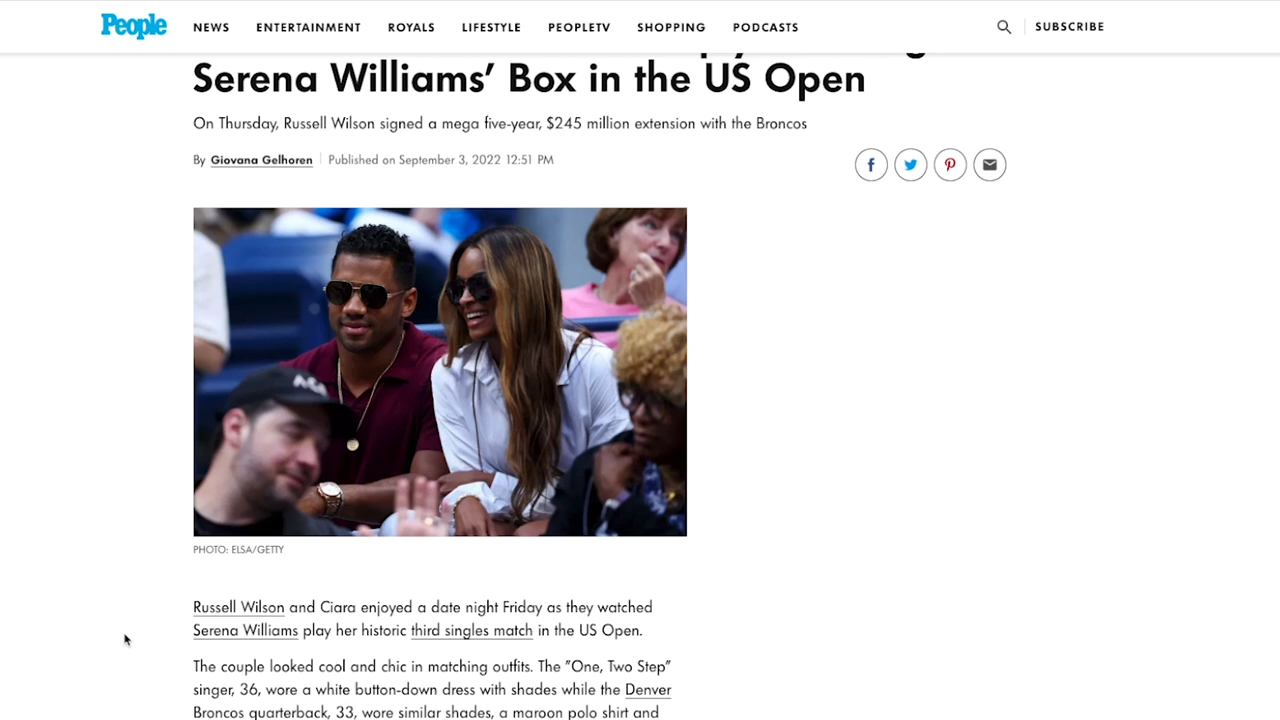 People
NEWS ENTERTAINMENT ROYALS LIFESTYLE PEOPLETV SHOPPING PODCASTS SUBSCRIBE
Serena Williams’ Box in the US Open
On Thursday, Russell Wilson signed a mega five-year, $245 million extension with the Broncos
By Giovana Gelhoren Published on September 3, 2022 12:51 PM
PHOTO: ELSA/GETTY
Russell Wilson and Ciara enjoyed a date night Friday as they watched
Serena Williams play her historic third singles match in the US Open.
The couple looked cool and chic in matching outfits. The ”One, Two Step”
singer, 36, wore a white button-down dress with shades while the Denver
Broncos quarterback, 33, wore similar shades, a maroon polo shirt and